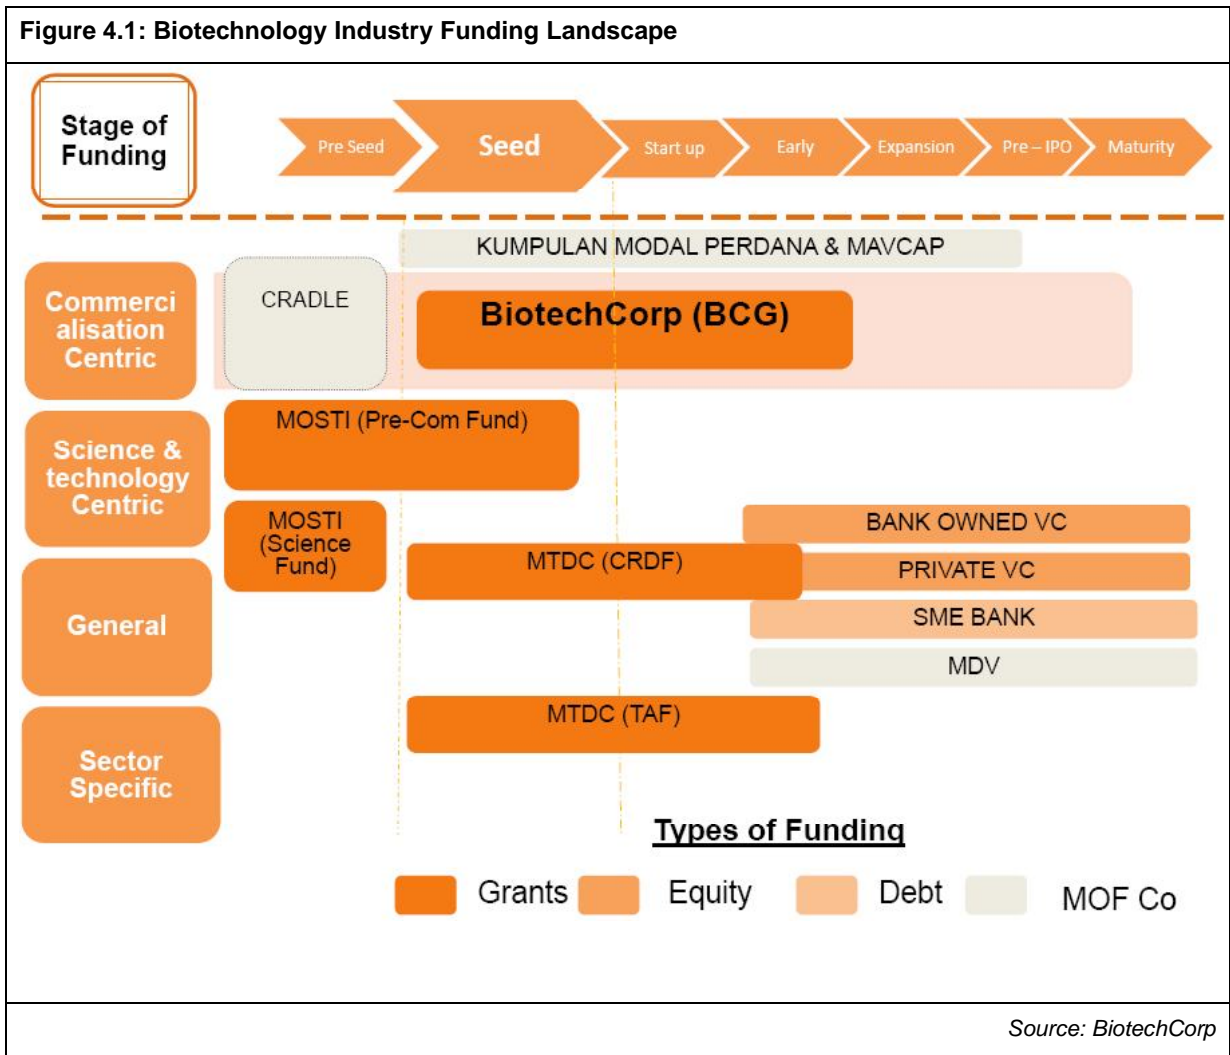 Figure 4.1: Biotechnology Industry Funding Landscape
Stage of
Funding
Pre Seed
Seed
Start up
Early
Expansion
Pre – IPO
Maturity
KUMPULAN MODAL PERDANA & MAVCAP
Commerci
alisation
Centric
CRADLE
BiotechCorp (BCG)
Science &
technology
Centric
MOSTI (Pre-Com Fund)
MOSTI
(Science
Fund)
BANK OWNED VC
MTDC (CRDF)
PRIVATE VC
General
SME BANK
MDV
MTDC (TAF)
Sector
Specific
Types of Funding
Grants
Equity
Debt
MOF Co
Source: BiotechCorp